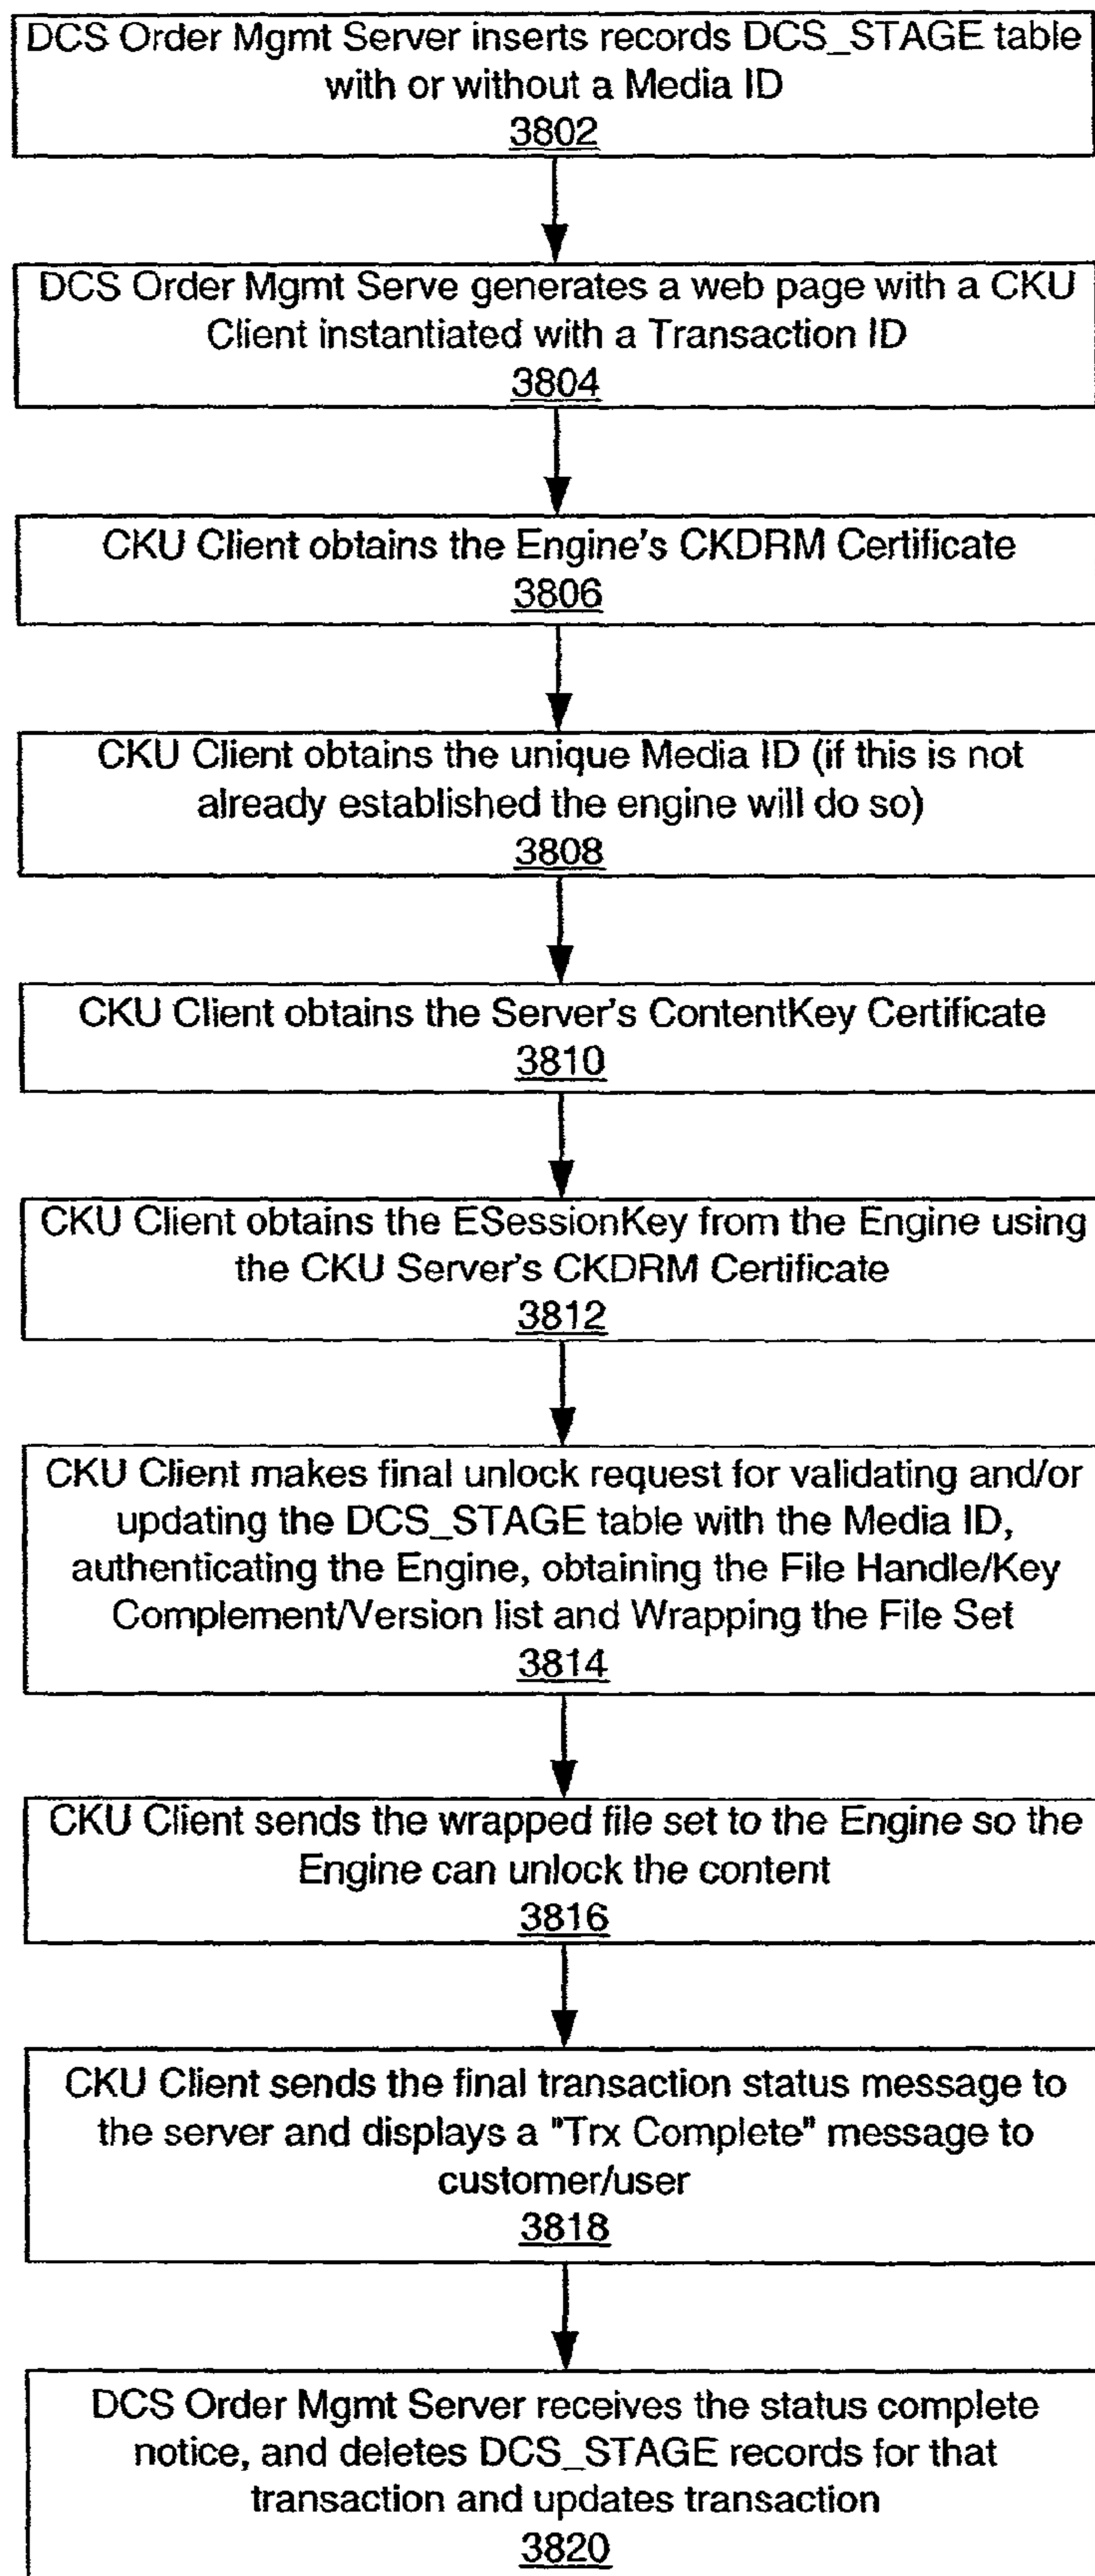 DCS Order Mgmt Server inserts records DCS_STAGE table
with or without a Media ID
3802
DCS Order Mgmt Serve generates a web page with a CKU
Client instantiated with a Transaction ID
3804
CKU Client obtains the Engine's CKDRM Certificate
3806
CKU Client obtains the unique Media ID (if this is not
already established the engine will do so)
3808
CKU Client obtains the Server's ContentKey Certificate
3810
CKU Client obtains the ESessionKey from the Engine using
the CKU Server's CKDRM Certificate
3812
CKU Client makes final unlock request for validating and/or
updating the DCS_STAGE table with the Media ID,
authenticating the Engine, obtaining the File Handle/Key
Complement/Version list and Wrapping the File Set
3814
CKU Client sends the wrapped file set to the Engine so the
Engine can unlock the content
3816
CKU Client sends the final transaction status message to
the server and displays a "Trx Complete" message to
customer/user
3818
DCS Order Mgmt Server receives the status complete
notice, and deletes DCS_STAGE records for that
transaction and updates transaction
3820